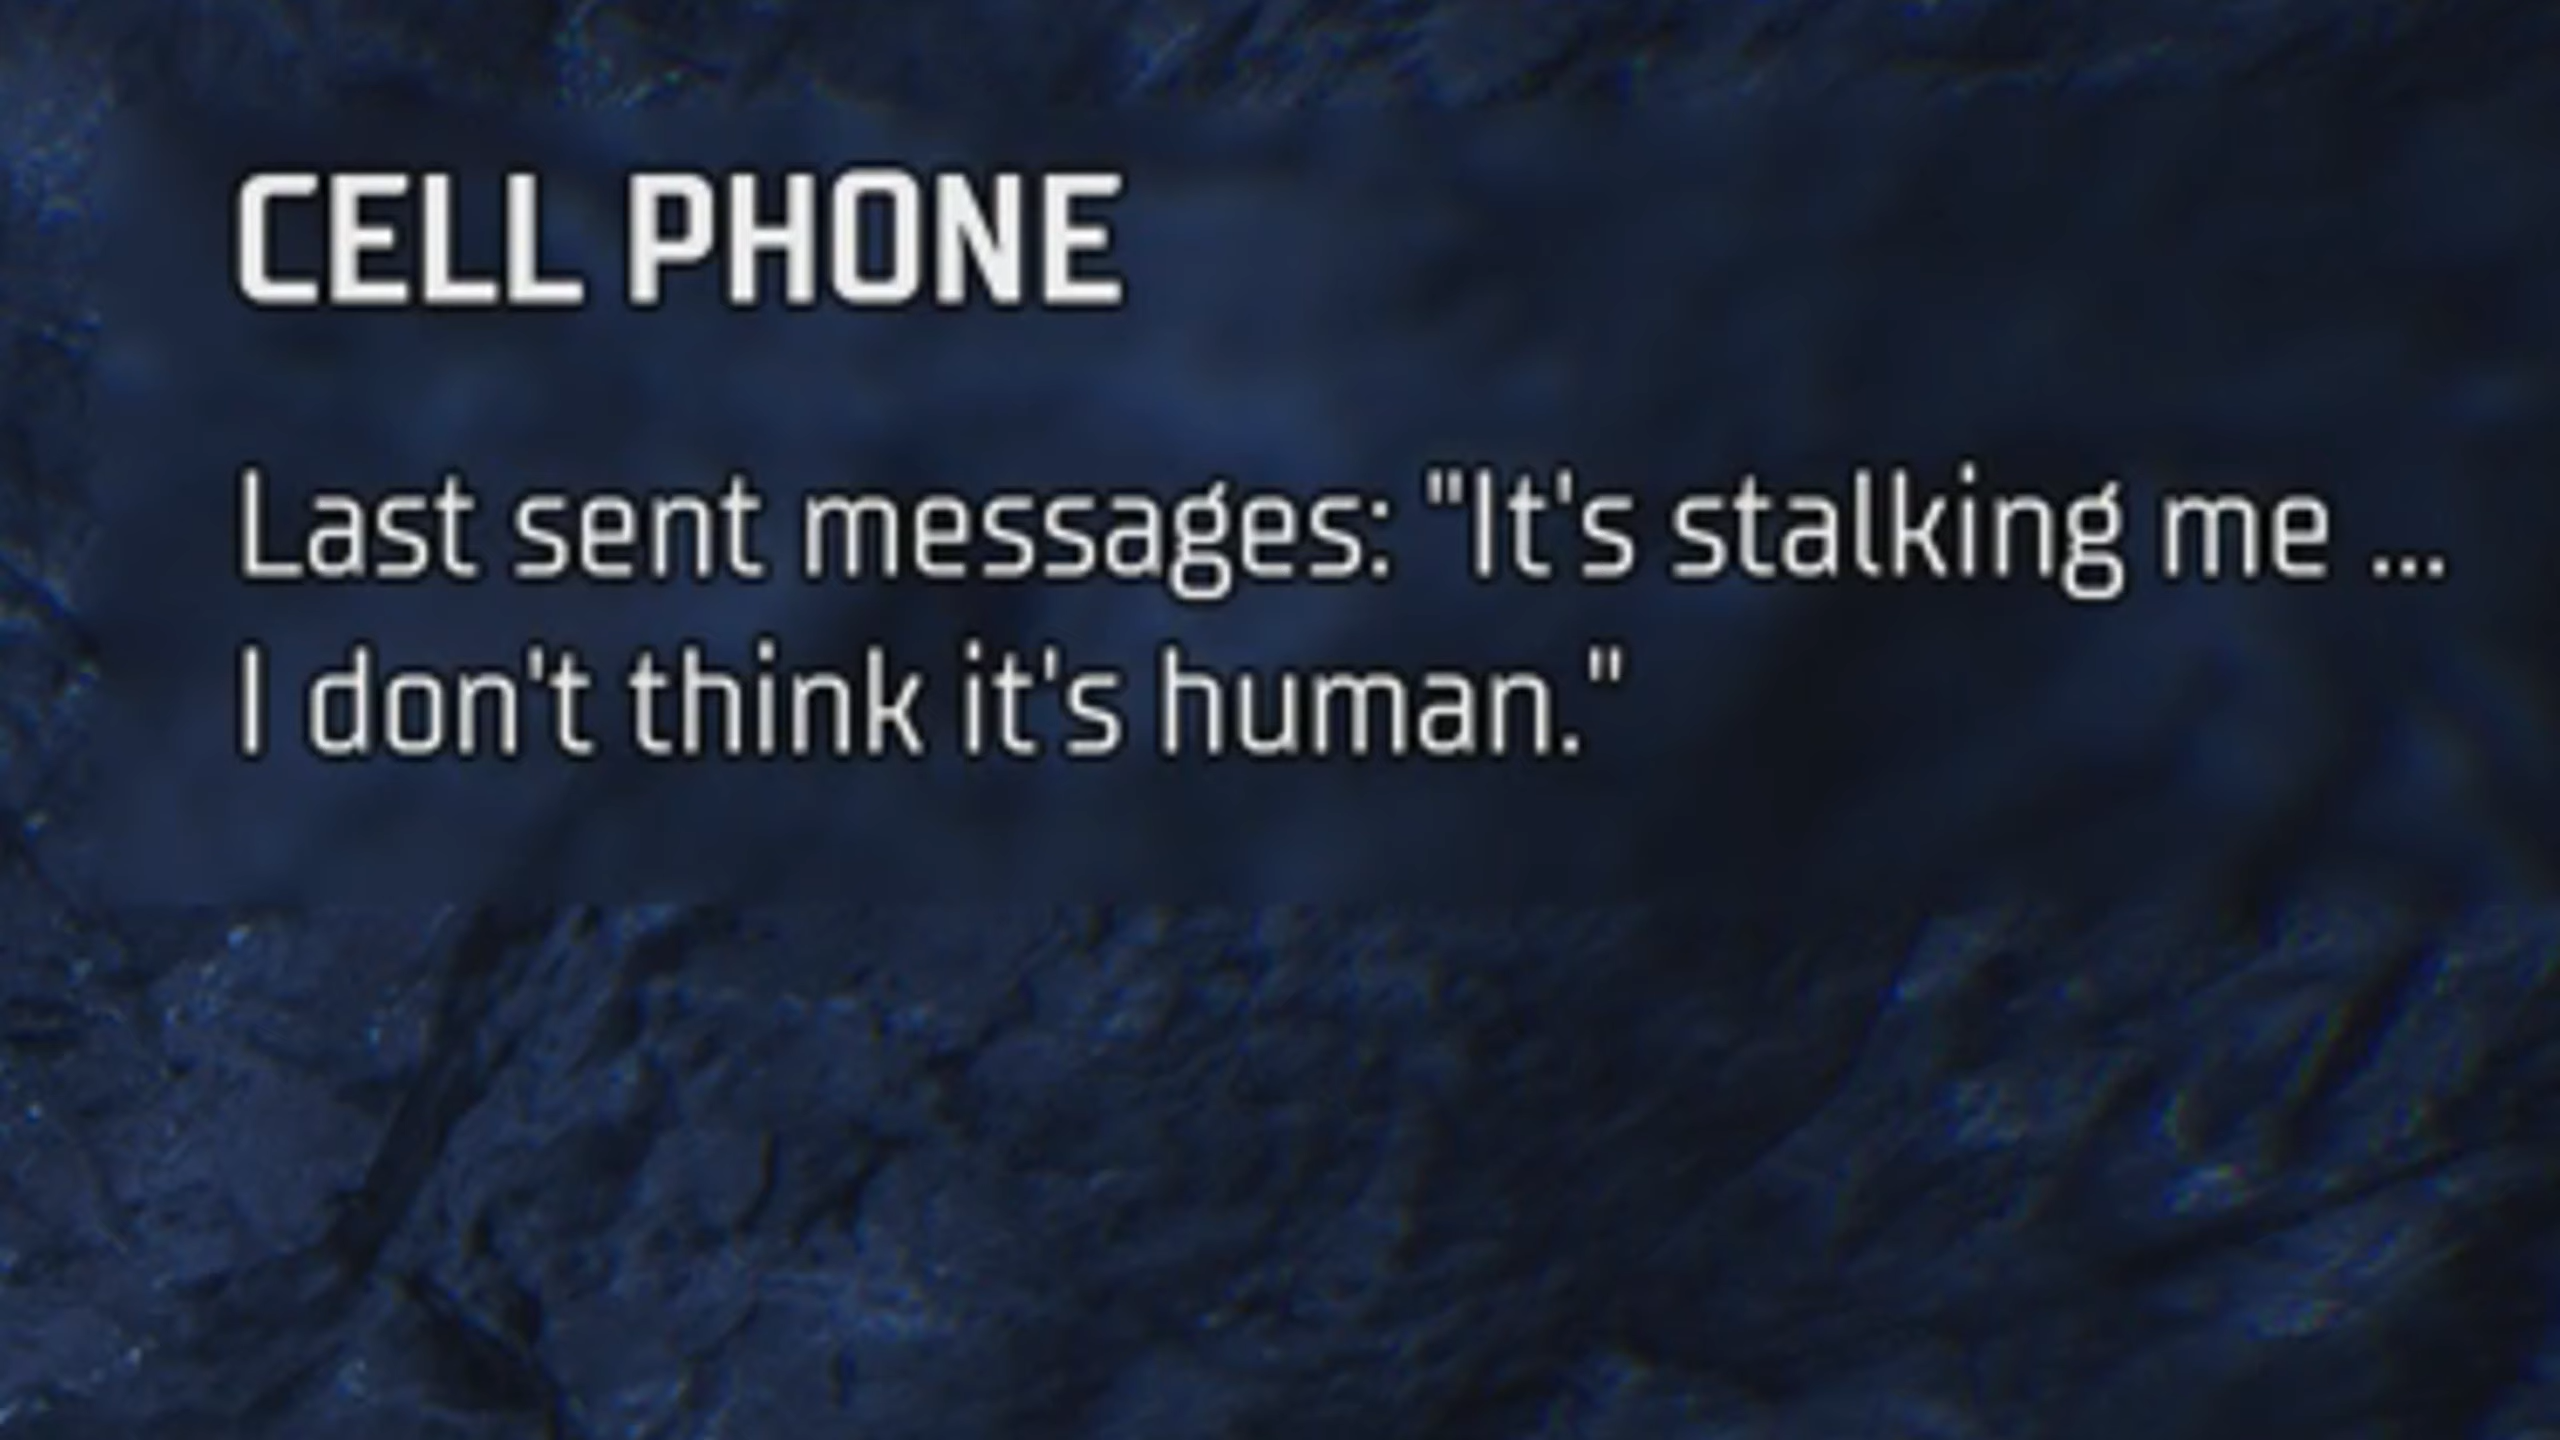 CELL PHONE
Last sent messages: "It's stalking me ...
I don't think it's human."